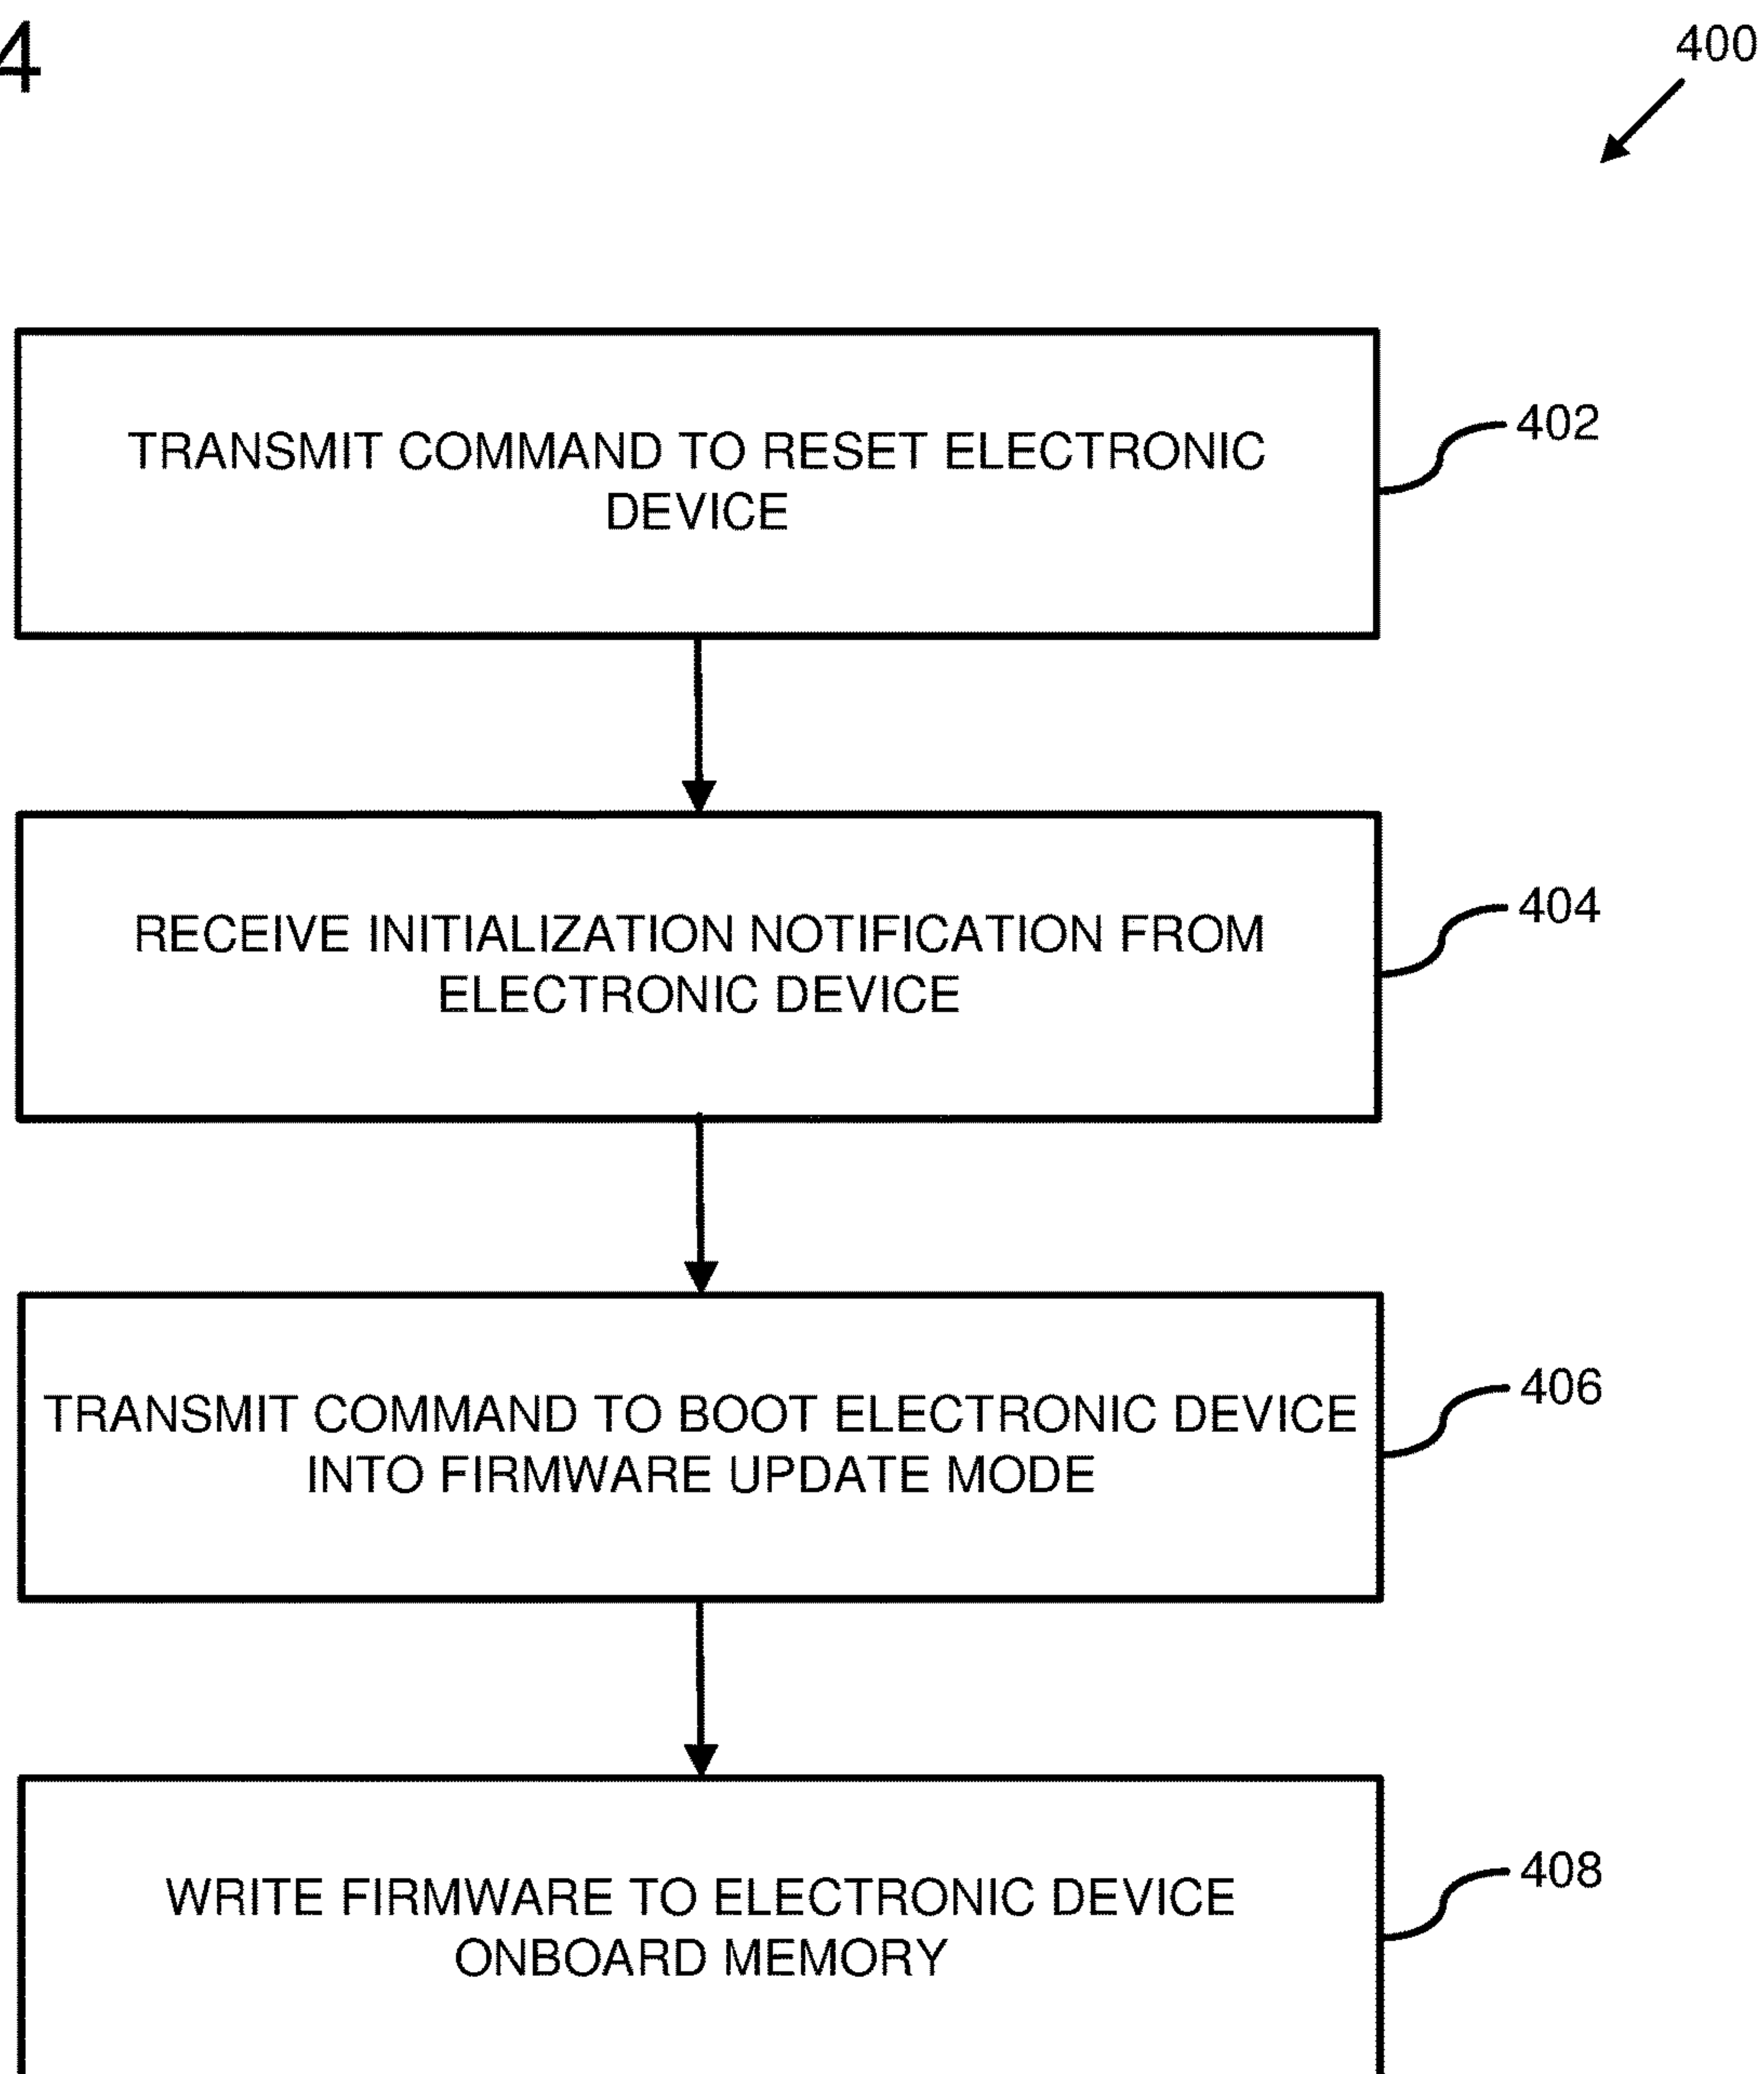 4
400
TRANSMIT COMMAND TO RESET ELECTRONIC
DEVICE
402
RECEIVE INITIALIZATION NOTIFICATION FROM
ELECTRONIC DEVICE
404
TRANSMIT COMMAND TO BOOT ELECTRONIC DEVICE
INTO FIRMWARE UPDATE MODE
406
WRITE FIRMWARE TO ELECTRONIC DEVICE
ONBOARD MEMORY
408